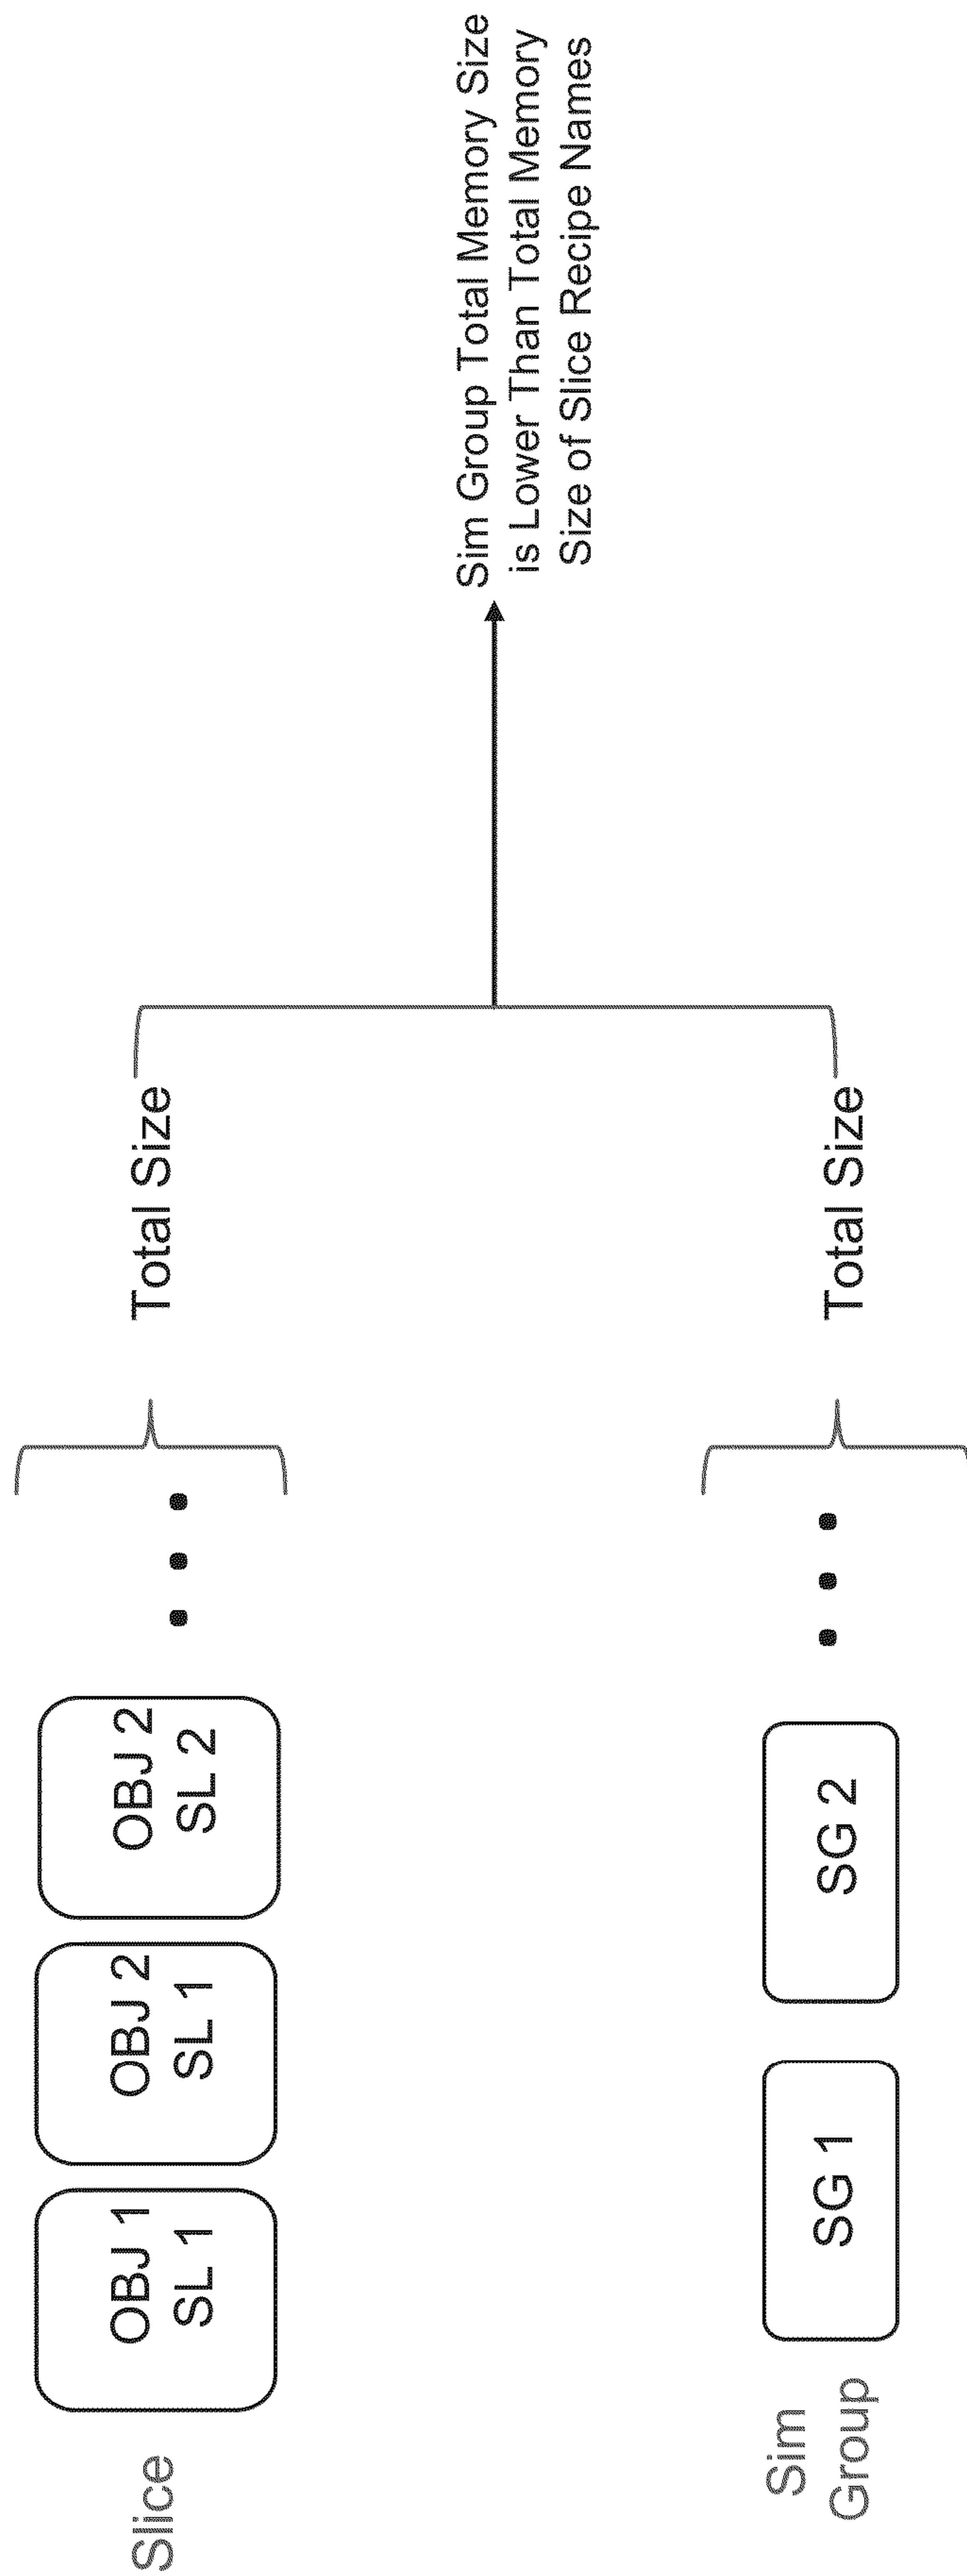 Slice
OBJ 1
SL 1
OBJ 2
SL 1
OBJ 2
SL 2
Total Size
Sim Group Total Memory Size
is Lower Than Total Memory
Size of Slice Recipe Names
Sim
Group
SG 1
SG 2
Total Size